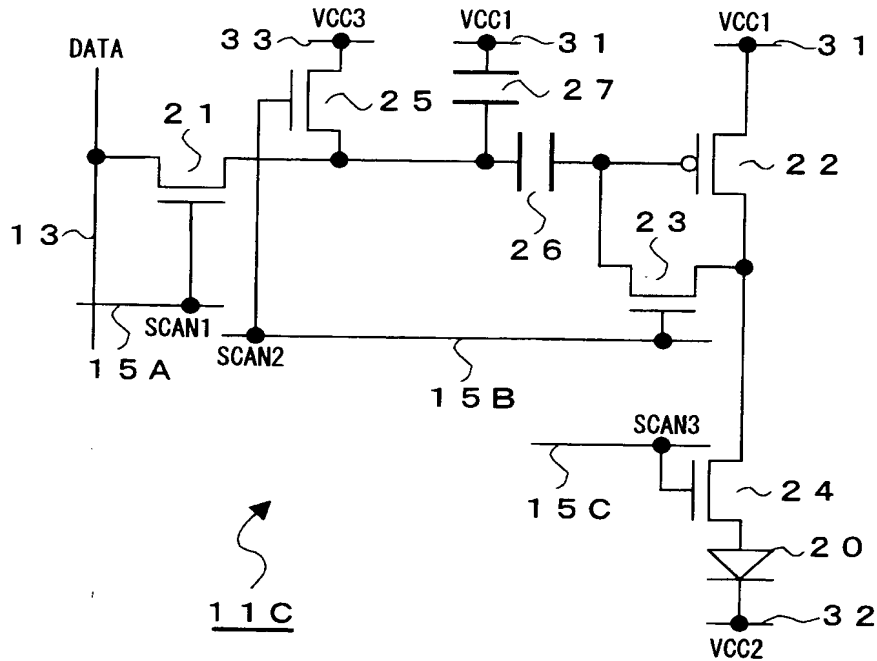 VCC3
VCC1
VCC1
33
31
31
DATA
25
27
21
22
23
13
26
SCAN1
SCAN2
15A
15B
SCAN3
15C
24
20
11C
32
VCC2